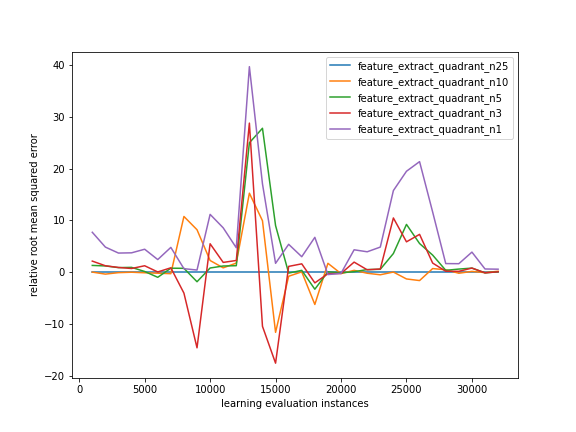 feature_extract_quadrant_n25
feature_extract_quadrant_n10
feature_extract_quadrant_n5
feature_extract_quadrant_n3
feature_extract_quadrant_n1
relative root mean squared error
40
30
20
10
0
−10
−20
0 5000 10000 15000 20000 25000 30000
learning evaluation instances